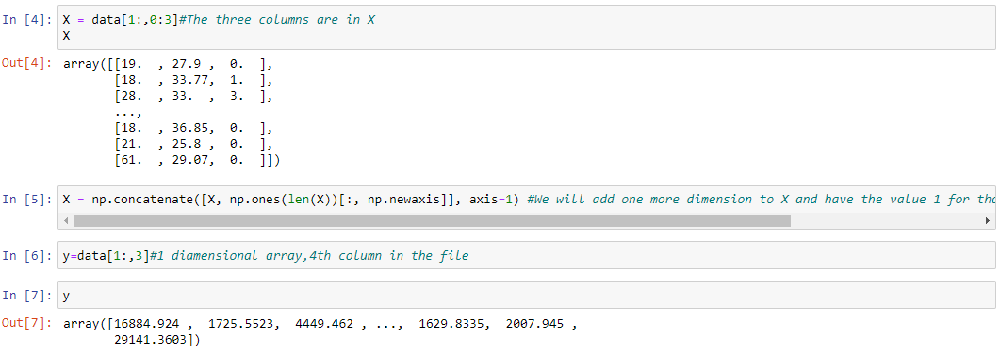 In [4]: X = data[1:,0:3]#The three columns are in X
X
Out[4]: array([[19.  , 27.9 ,  0.  ],
[18.  , 33.77,  1.  ],
[28.  , 33.  ,  3.  ],
...,
[18.  , 36.85,  0.  ],
[21.  , 25.8 ,  0.  ],
[61.  , 29.07,  0.  ]])
In [5]: X = np.concatenate([X, np.ones(len(X))[:, np.newaxis]], axis=1) #We will add one more dimension to X and have the value 1 for
In [6]: y=data[1:,3]#1 diamensional array,4th column in the file
In [7]: y
Out[7]: array([16884.924 ,  1725.5523,  4449.462 , ...,  1629.8335,  2007.945 ,
29141.3603])